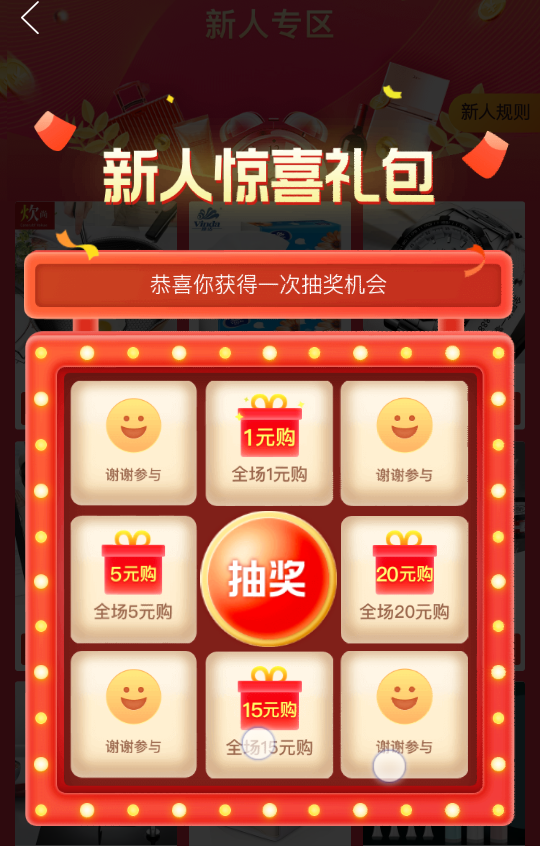 新人专区
新人规则
新人惊喜礼包
炊尚
Vinda
恭喜你获得一次抽奖机会
谢谢参与
1元购
全场1元购
谢谢参与
5元购
全场5元购
抽奖
20元购
全场20元购
谢谢参与
15元购
全场15元购
谢谢参与